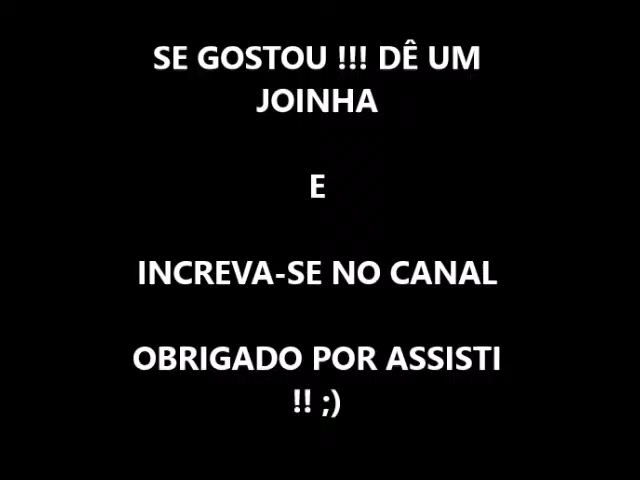 SE GOSTOU !!! DÊ UM
JOINHA
E
INCREVA-SE NO CANAL
OBRIGADO POR ASSISTI
!! ;)